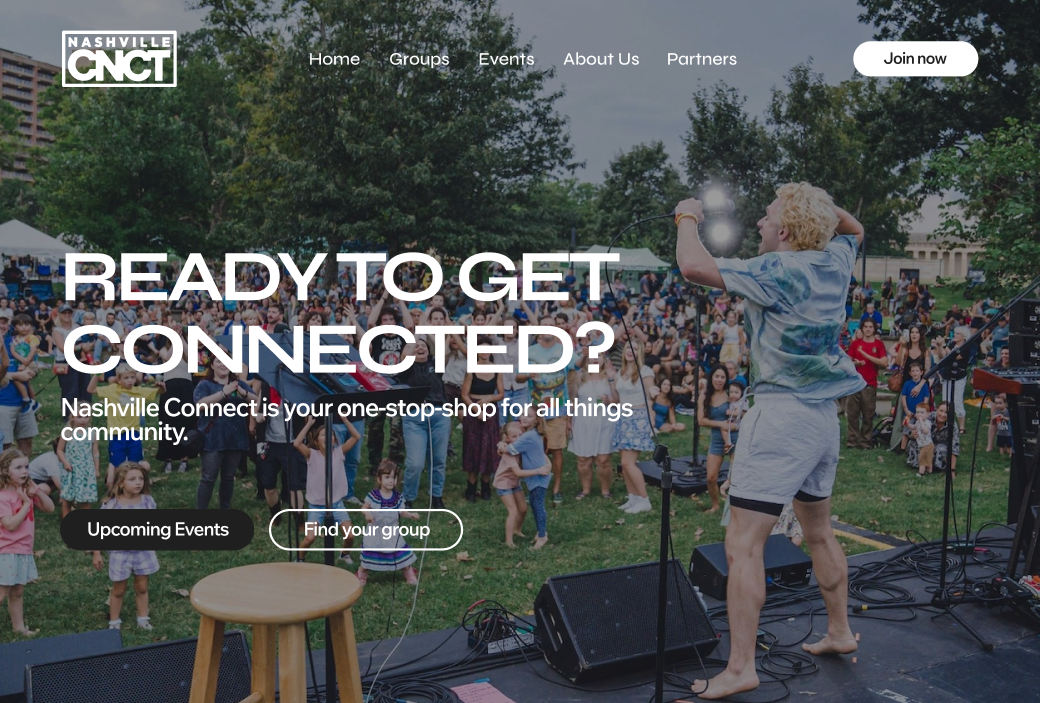 NASHVILLE
CNCT
Home Groups Events About Us Partners
Join now
READY TO GET
CONNECTED?
Nashville Connect is your one-stop-shop for all things
community.
Upcoming Events
Find your group